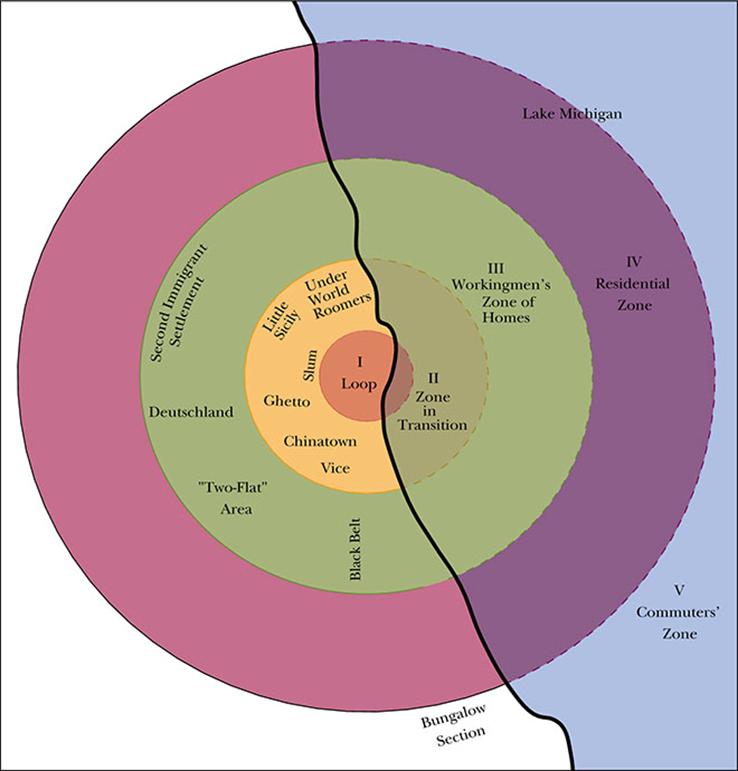 Lake Michigan
Second Immigrant
Settlement
Little
Sicily
Under
World
Roomers
III
Workingmen's
Zone of
Homes
IV
Residential
Zone
Slum
I
Loop
II
Zone
in
Transition
Ghetto
Deutschland
Chinatown
Vice
"Two-Flat"
Area
Black Belt
V
Commuters'
Zone
Bungalow
Section